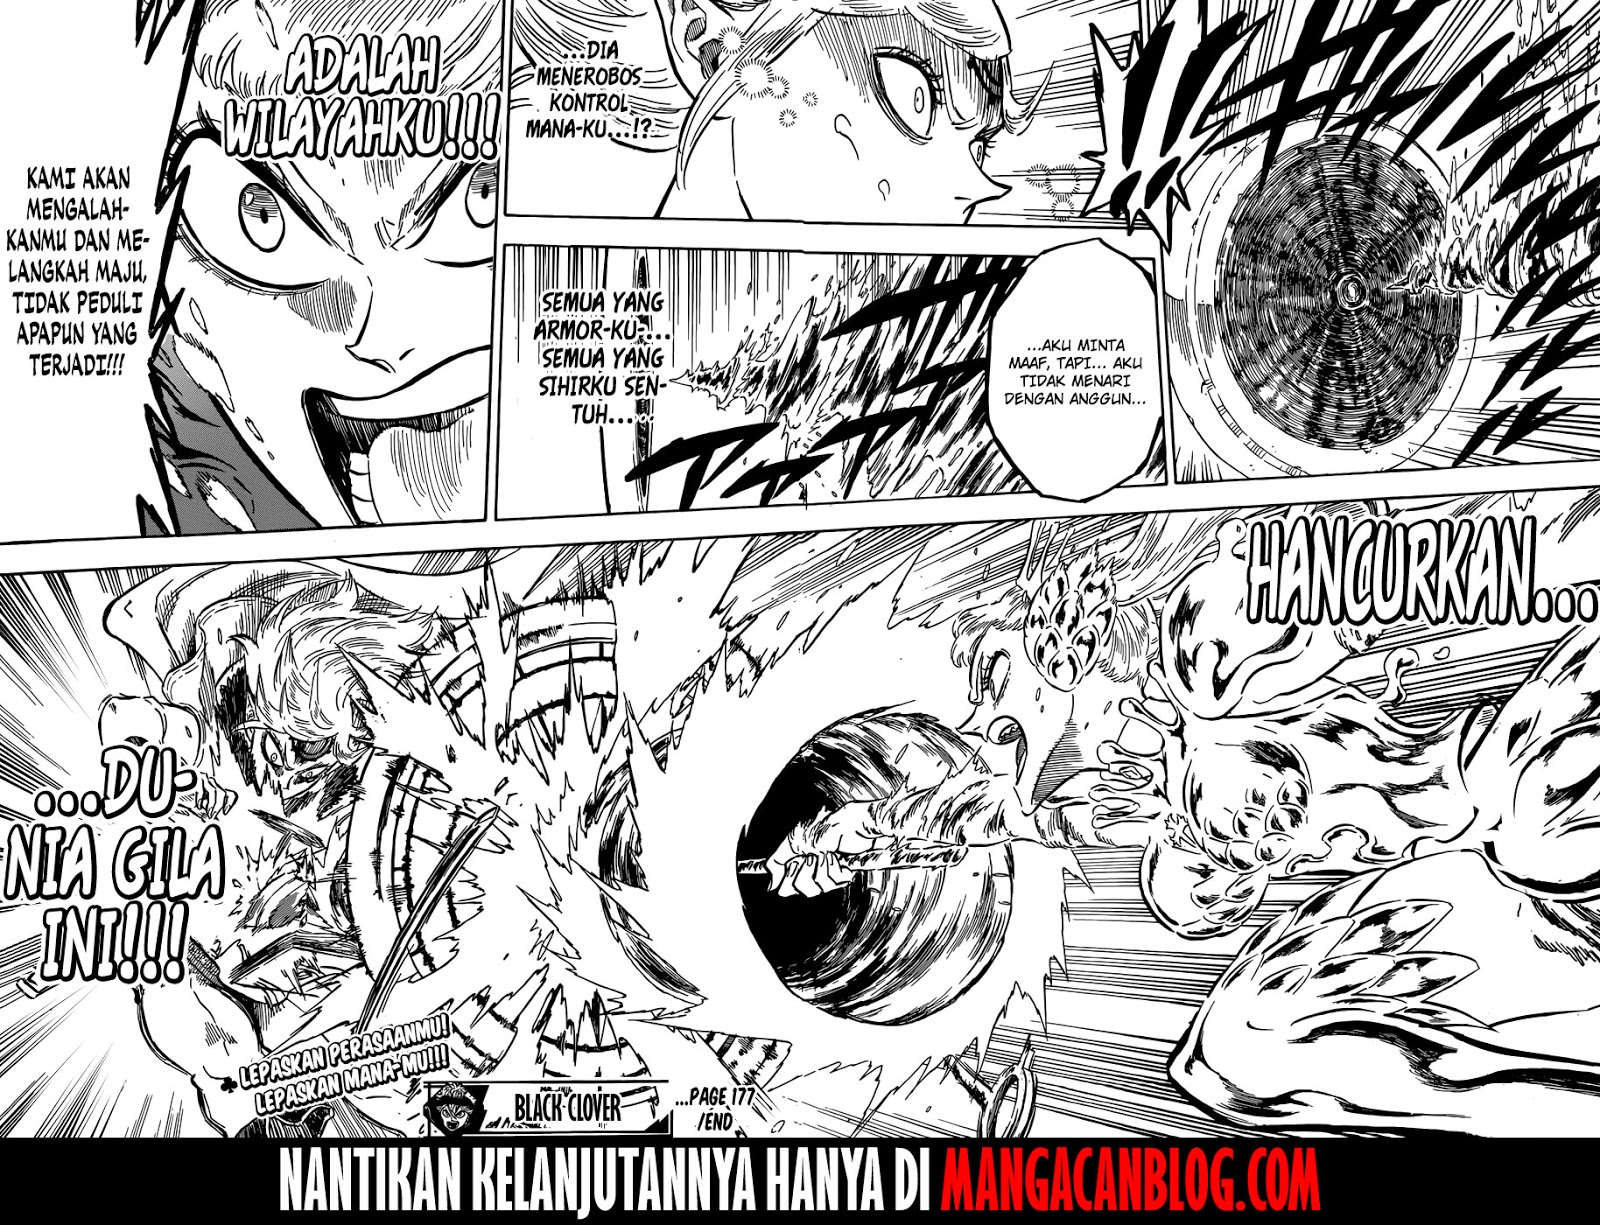 ...DIA
MENEROBOS
KONTROL
MANA-KU...!?
...AKU MINTA
MAAF, TAPI... AKU
TIDAK MENARI
DENGAN ANGGUN...
SEMUA YANG
ARMOR-KU-...
SEMUA YANG
SIHIRKU SEN-
TUH......
ADALAH
WILAYAHKU!!!
KAMI AKAN
MENGALAH-
KANMU DAN ME-
LANGKAH MAJU,
TIDAK PEDULI
APAPUN YANG
TERJADI!!!
HANCURKAN...
...DU-
NIA GILA
INI!!!
♣ LEPASKAN PERASAANMU!
LEPASKAN MANA-MU!!!
BLACK CLOVER
...PAGE 177
/END
NANTIKAN KELANJUTANNYA HANYA DI MANGACANBLOG.COM